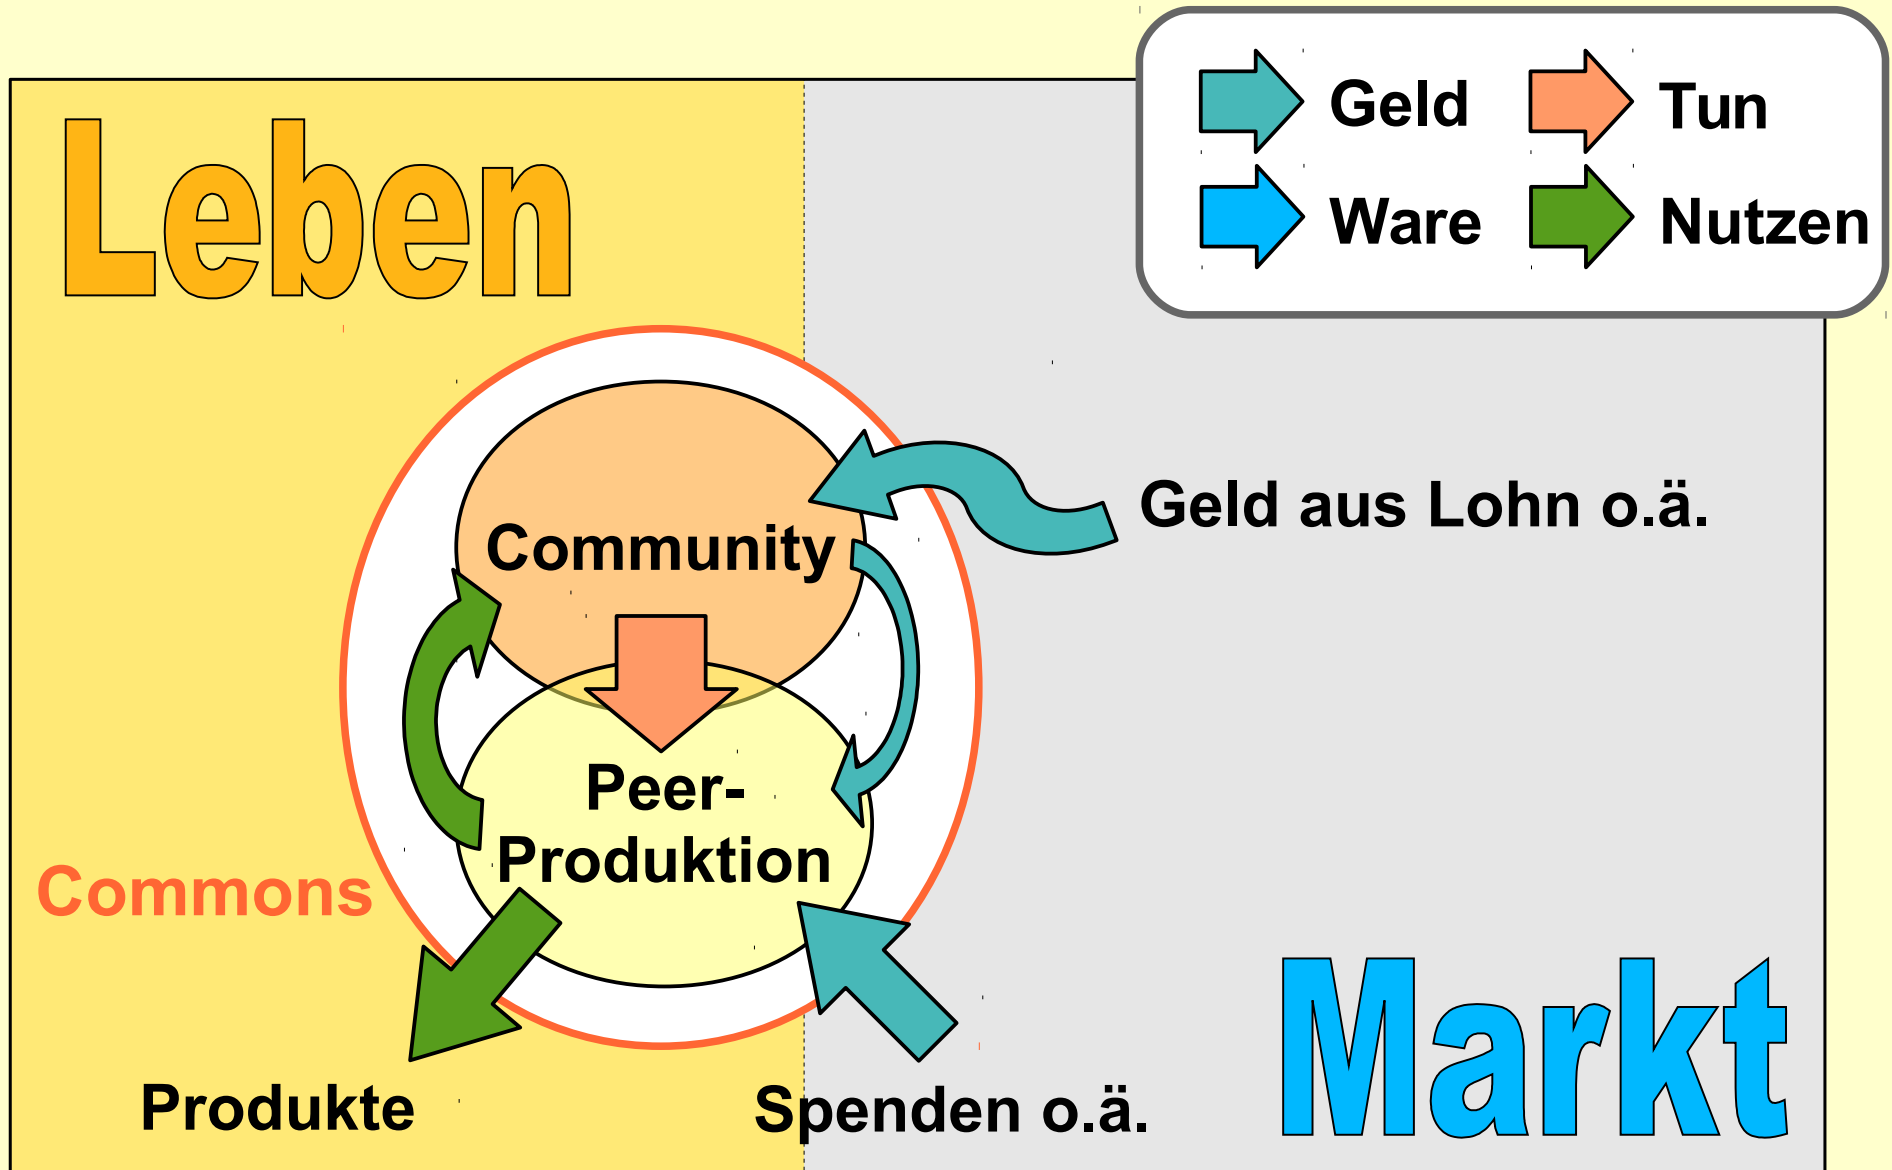 Geld
Tun
Ware
Nutzen
Leben
Geld aus Lohn o.ä.
Community
Peer-
Produktion
Commons
Markt
Produkte
Spenden o.ä.